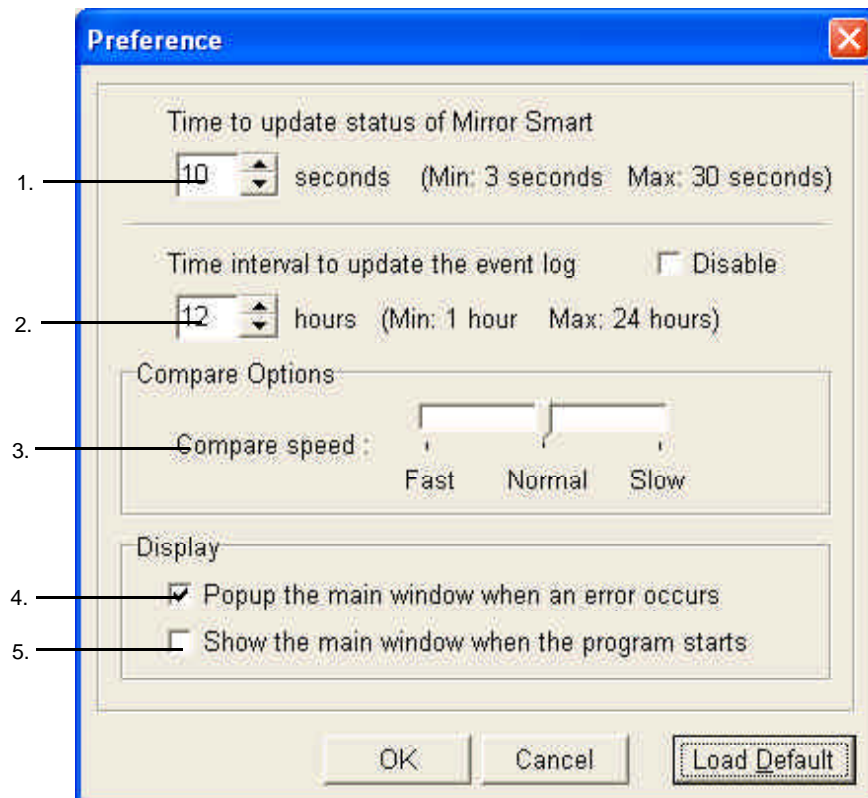 Preference
Time to update status of Mirror Smart
1. 10 seconds (Min: 3 seconds Max: 30 seconds)
Time interval to update the event log Disable
2. 12 hours (Min: 1 hour Max: 24 hours)
Compare Options
3. Compare speed :
Fast Normal Slow
Display
4. Popup the main window when an error occurs
5. Show the main window when the program starts
OK Cancel Load Default